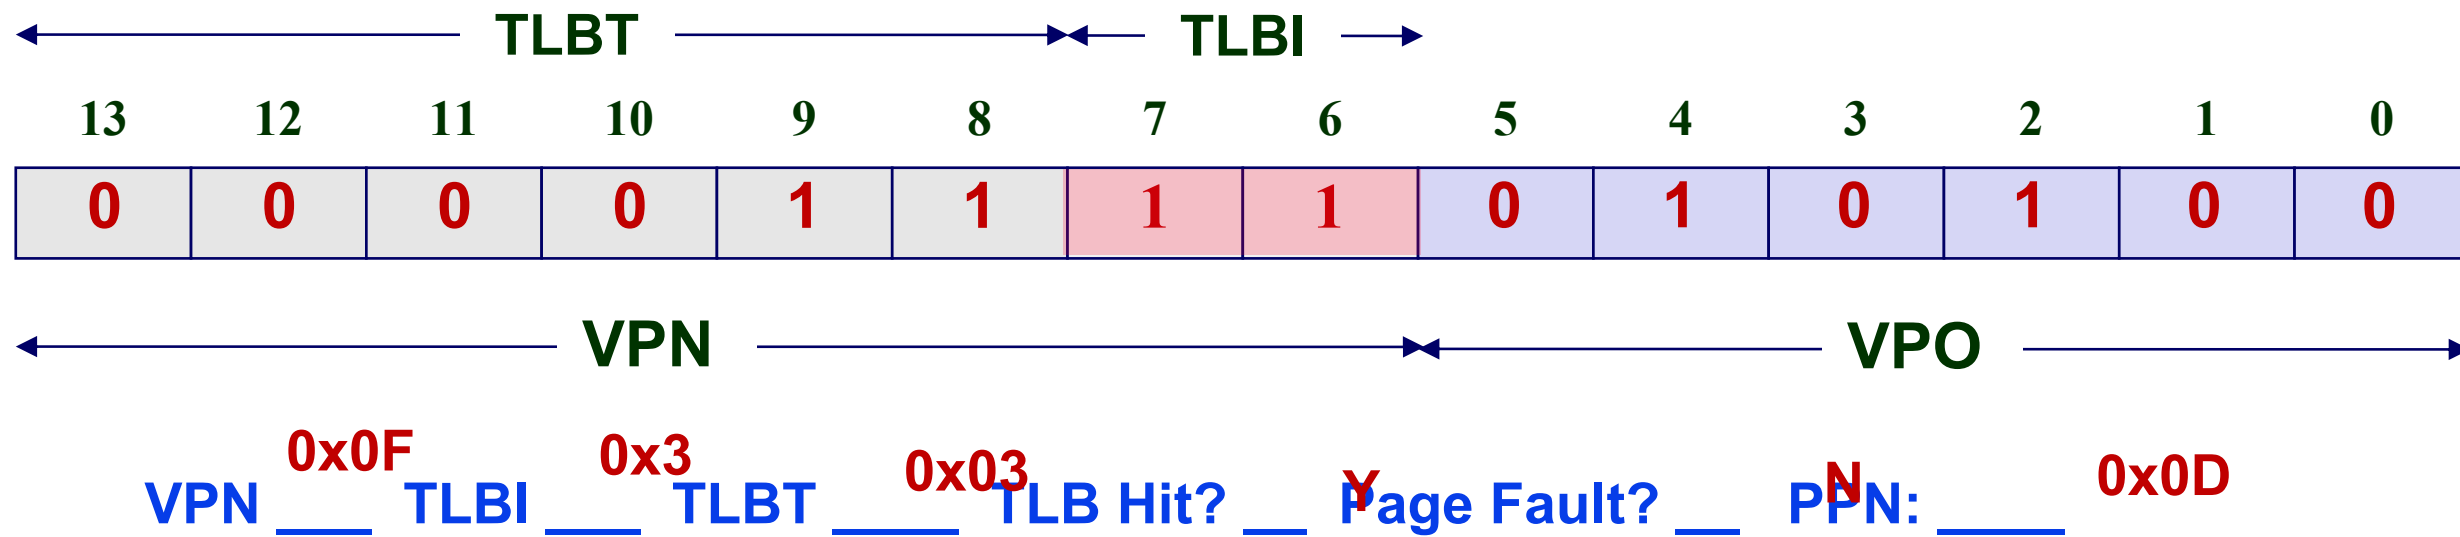 TLBT TLBI
13 12 11 10 9 8 7 6 5 4 3 2 1 0
0 0 0 0 1 1 1 1 0 1 0 1 0 0
VPN VPO
0x0F 0x3 0x03 Y N 0x0D
VPN ___ TLBI ___ TLBT ____ TLB Hit? __ Page Fault? __ PPN: ____